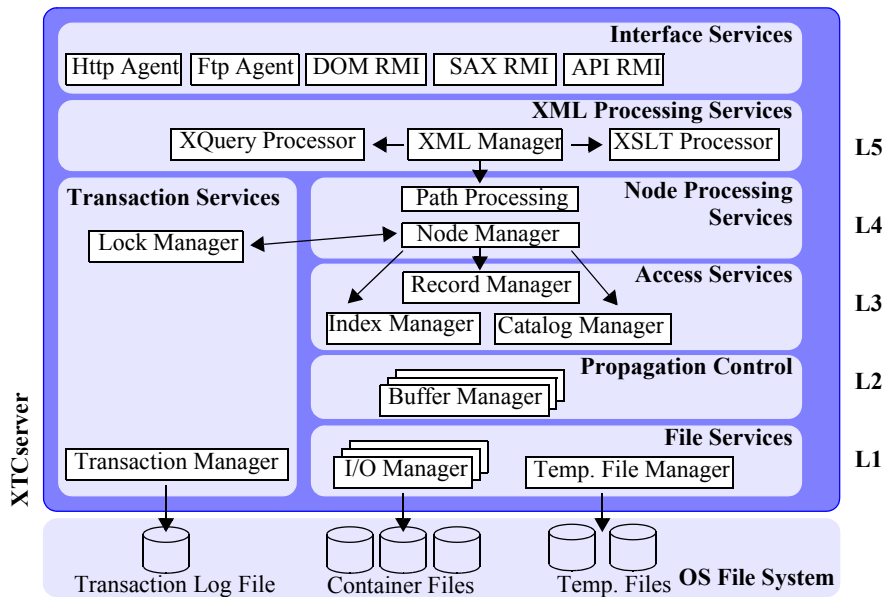 Interface Services
Http Agent
Ftp Agent
DOM RMI
SAX RMI
API RMI
XML Processing Services
XQuery Processor
XML Manager
XSLT Processor
L5
Transaction Services
Path Processing
Node Processing
Services
Lock Manager
Node Manager
L4
Access Services
Record Manager
Index Manager
Catalog Manager
L3
Propagation Control
Buffer Manager
L2
File Services
Transaction Manager
I/O Manager
Temp. File Manager
L1
XTCserver
Transaction Log File
Container Files
Temp. Files
OS File System